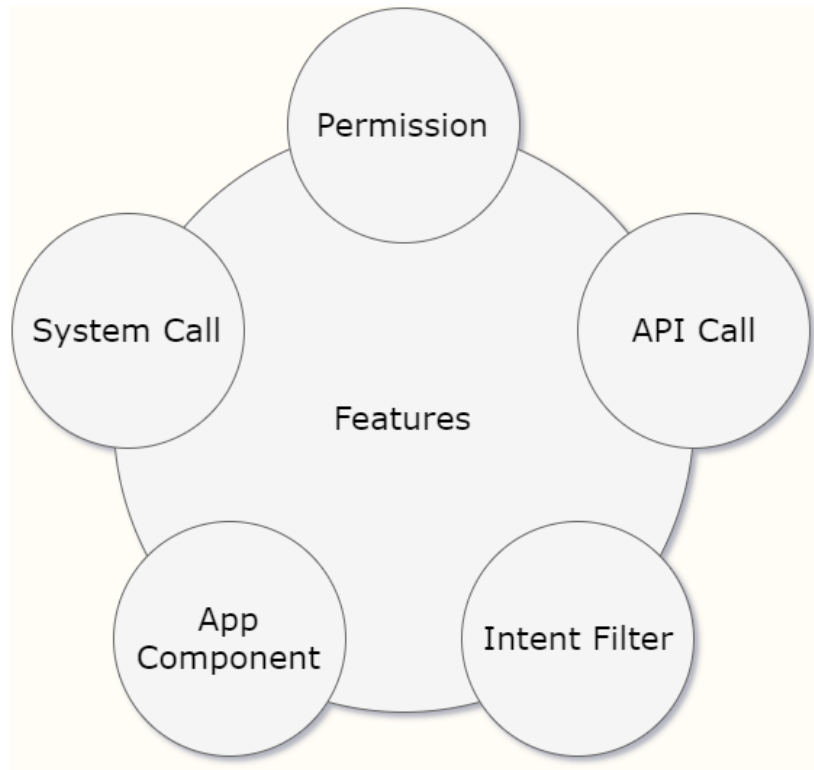 Permission
System Call
API Call
Features
App
Component
Intent Filter